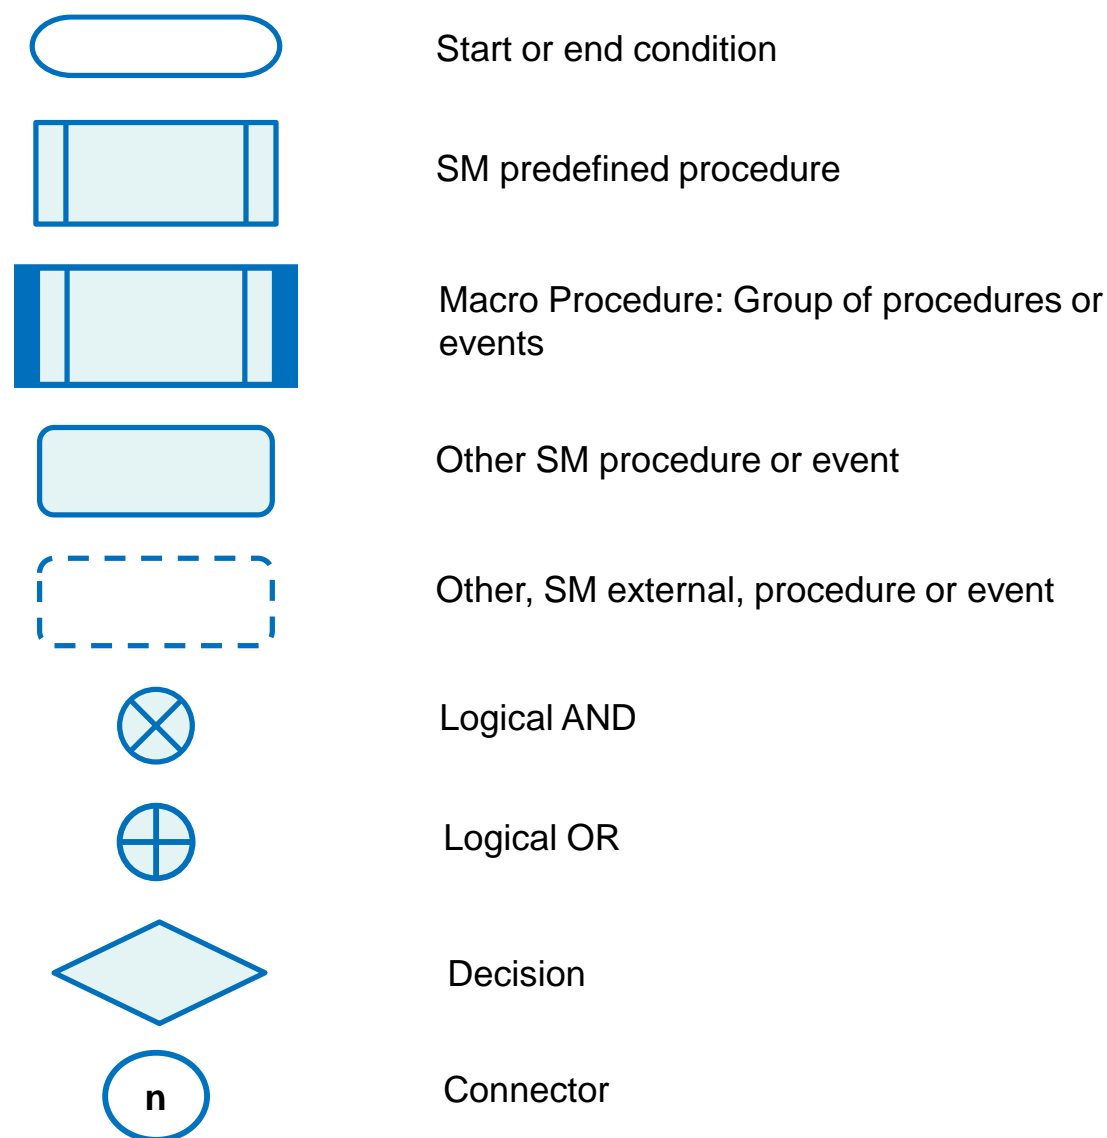 Start or end condition
SM predefined procedure
Macro Procedure: Group of procedures or
events
Other SM procedure or event
Other, SM external, procedure or event
Logical AND
Logical OR
Decision
n
Connector